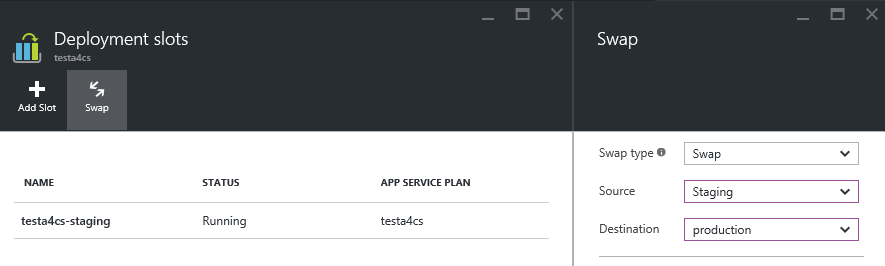 Deployment slots
testa4cs
Add Slot
Swap
NAME STATUS APP SERVICE PLAN
testa4cs-staging Running testa4cs
Swap
Swap type Swap
Source Staging
Destination production